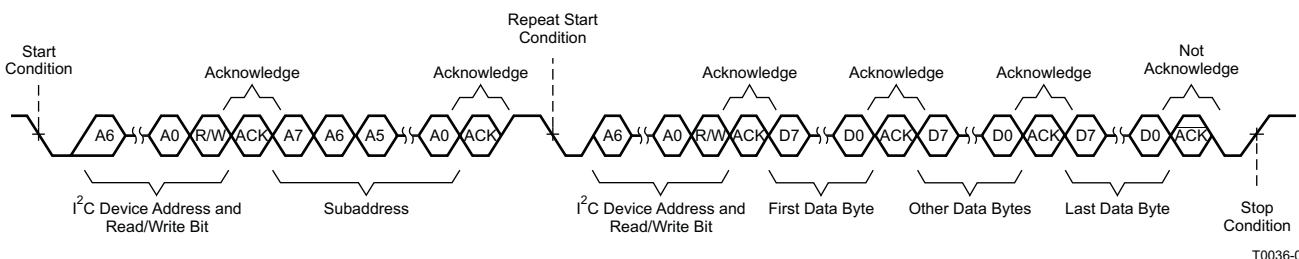 Repeat Start
Condition
Start
Condition
Acknowledge
Acknowledge
Acknowledge
Acknowledge
Acknowledge
Not
Acknowledge
A6 A0 R/W ACK A7 A6 A5 A0 ACK A6 A0 R/W ACK D7 D0 ACK D7 D0 ACK D7 D0 ACK
I²C Device Address and
Read/Write Bit
Subaddress
I²C Device Address and
Read/Write Bit
First Data Byte
Other Data Bytes
Last Data Byte
Stop
Condition